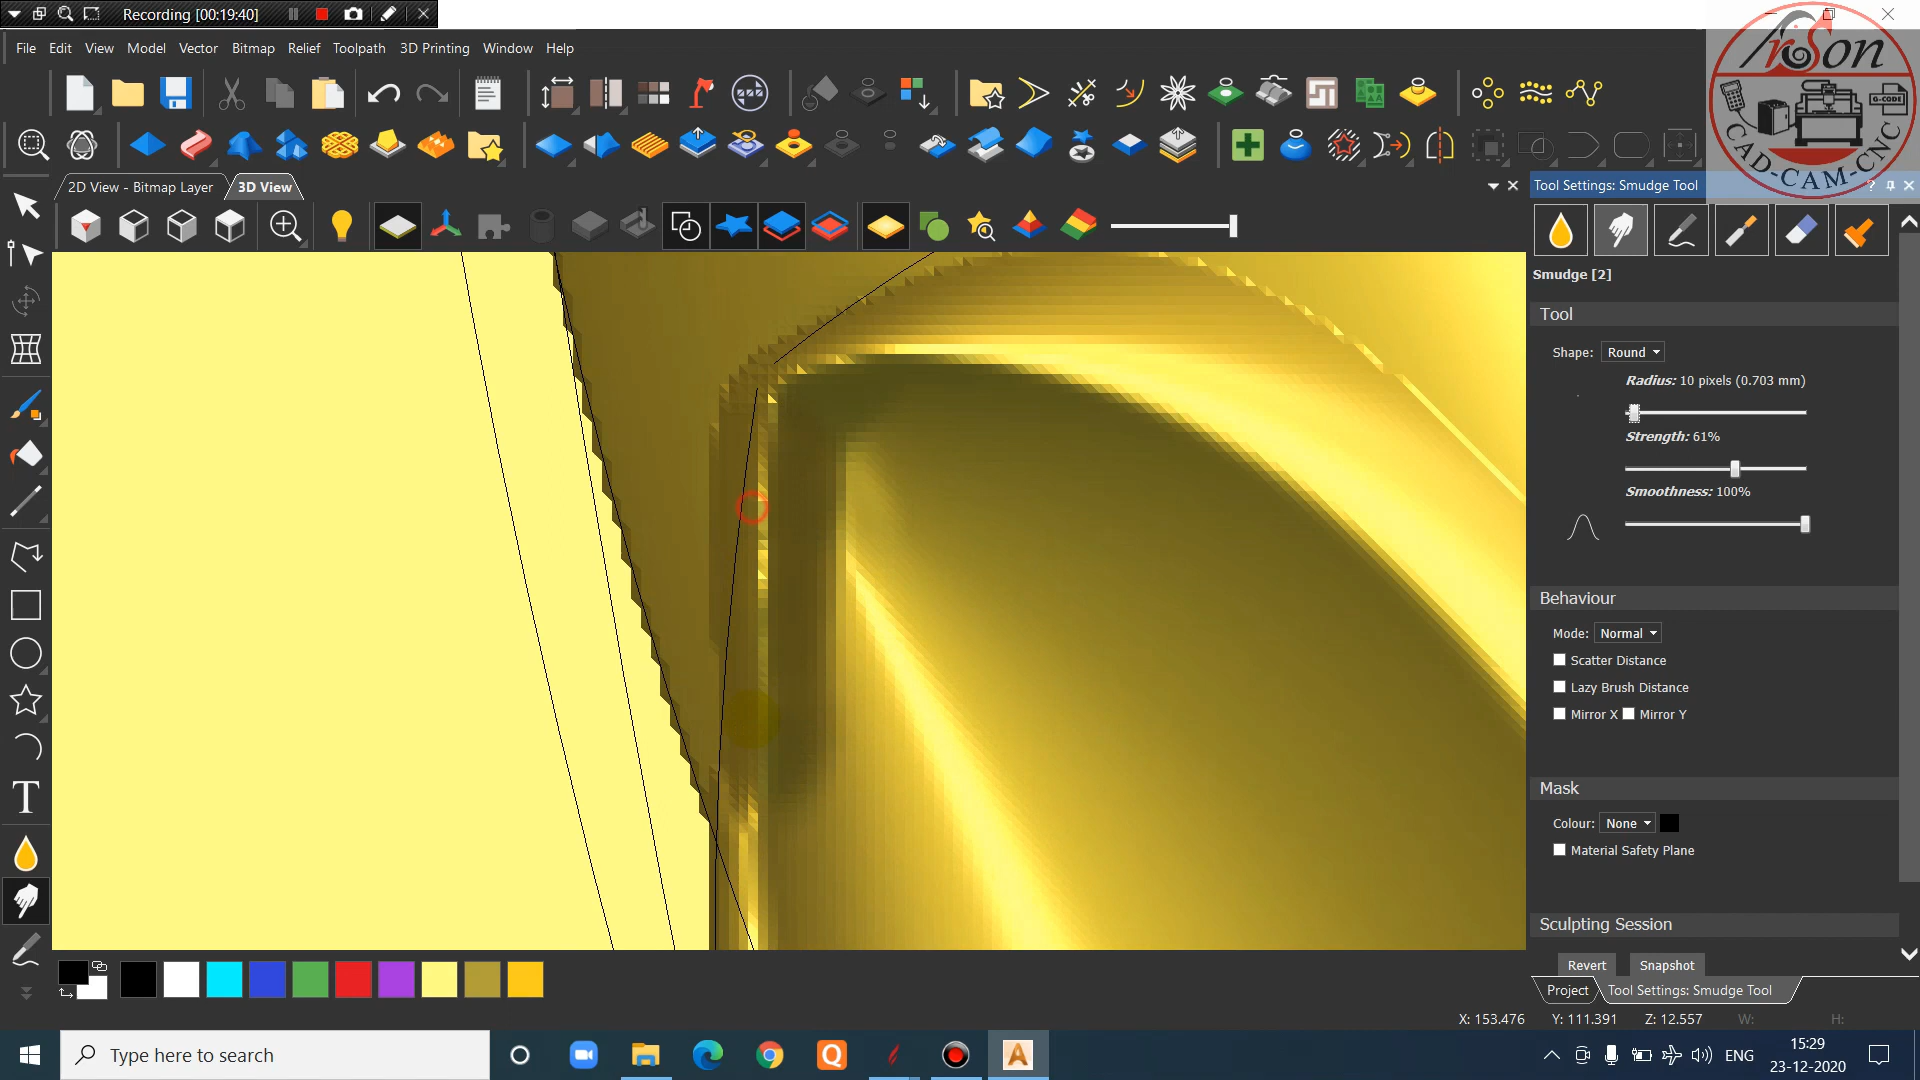 Recording [00:19:40]
File Edit View Model Vector Bitmap Relief Toolpath 3D Printing Window Help
ArSon
G-CODE
CAD-CAM-CNC
2D View - Bitmap Layer 3D View
Tool Settings: Smudge Tool
Smudge [2]
Tool
Shape: Round
Radius: 10 pixels (0.703 mm)
Strength: 61%
Smoothness: 100%
Behaviour
Mode: Normal
Scatter Distance
Lazy Brush Distance
Mirror X Mirror Y
Mask
Colour: None
Material Safety Plane
Sculpting Session
Revert Snapshot
Project Tool Settings: Smudge Tool
X: 153.476 Y: 111.391 Z: 12.557 W: H:
Type here to search
ENG
15:29
23-12-2020